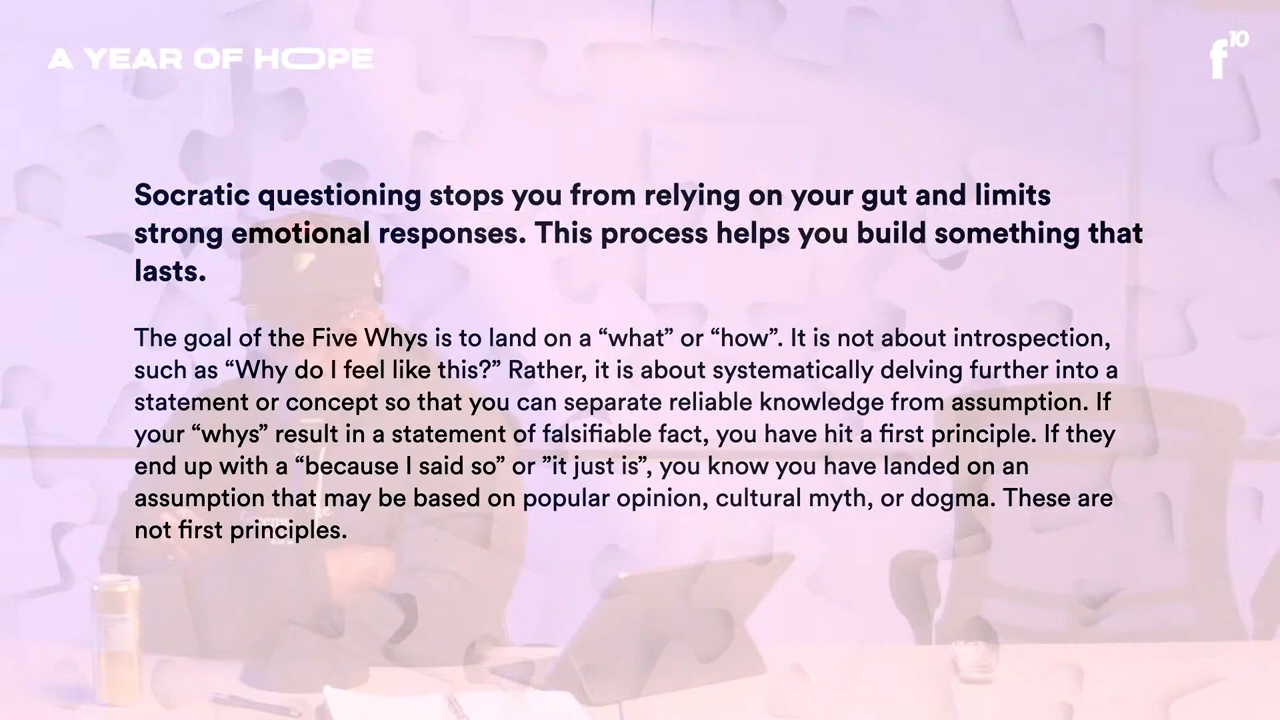 A YEAR OF HOPE
f10
Socratic questioning stops you from relying on your gut and limits
strong emotional responses. This process helps you build something that
lasts.
The goal of the Five Whys is to land on a “what” or “how”. It is not about introspection,
such as “Why do I feel like this?” Rather, it is about systematically delving further into a
statement or concept so that you can separate reliable knowledge from assumption. If
your “whys” result in a statement of falsifiable fact, you have hit a first principle. If they
end up with a “because I said so” or ”it just is”, you know you have landed on an
assumption that may be based on popular opinion, cultural myth, or dogma. These are
not first principles.